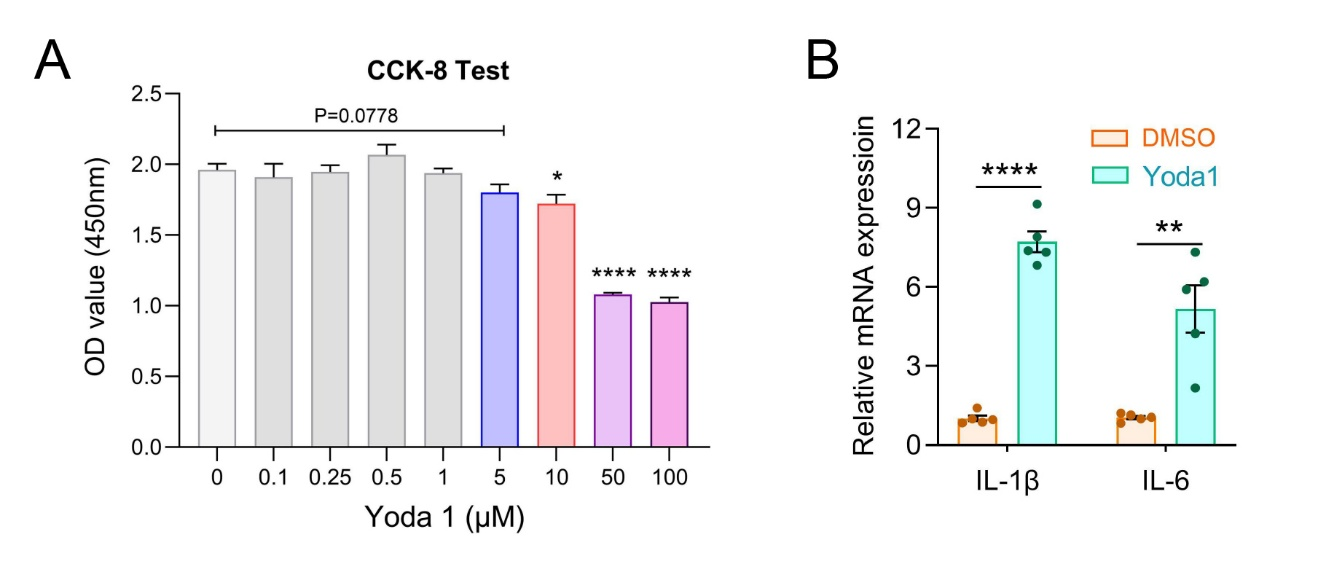 A
CCK-8 Test
P=0.0778
*
**** ****
2.5
2.0
1.5
1.0
0.5
0.0
OD value (450nm)
0 0.1 0.25 0.5 1 5 10 50 100
Yoda 1 (μM)
B
DMSO
Yoda1
****
**
12
9
6
3
0
Relative mRNA expressioin
IL-1β IL-6